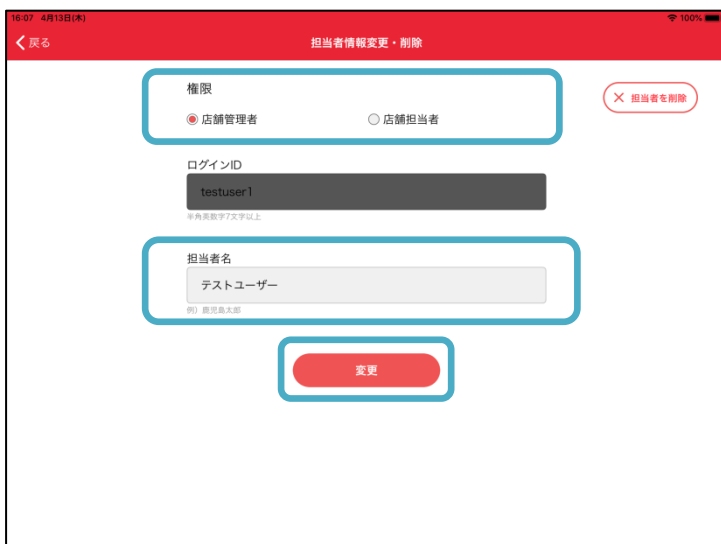 16:07 4月13日(木) 100%
戻る 担当者情報変更・削除
権限
店舗管理者 店舗担当者
× 担当者を削除
ログインID
testuser1
半角英数字7文字以上
担当者名
テストユーザー
例）鹿児島太郎
変更